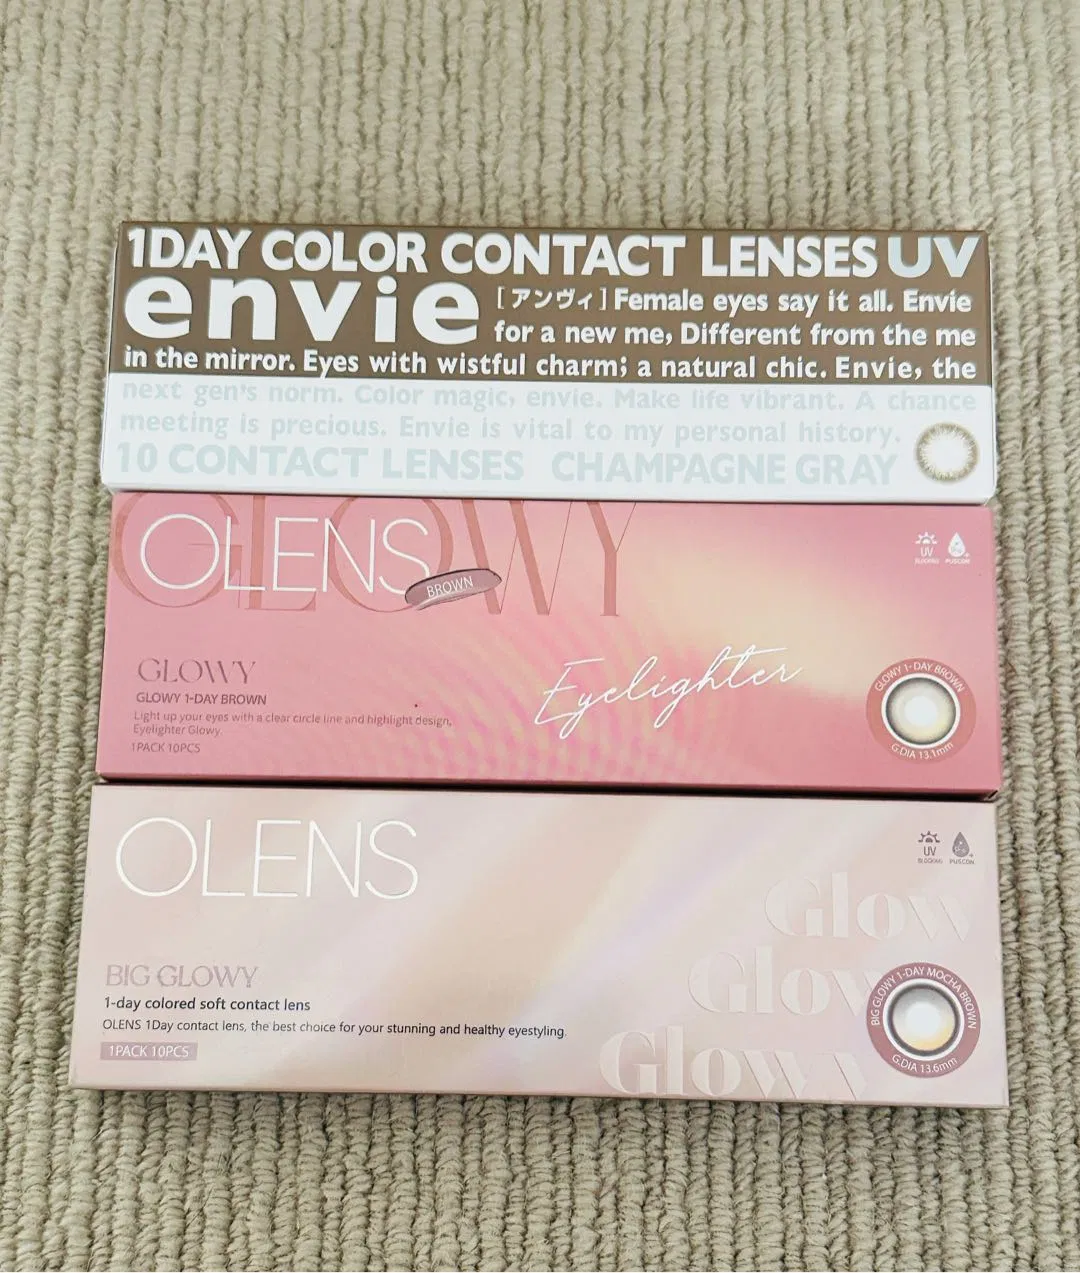 1DAY COLOR CONTACT LENSES UV
envie [アンヴィ] Female eyes say it all. Envie
for a new me, Different from the me
in the mirror. Eyes with wistful charm; a natural chic. Envie, the
next gen's norm. Color magic, envie. Make life vibrant. A chance
meeting is precious. Envie is vital to my personal history.
10 CONTACT LENSES CHAMPAGNE GRAY
GLOWY
OLENS
BROWN
UV
BLOCKING
PUSCON
GLOWY
GLOWY 1-DAY BROWN
Light up your eyes with a clear circle line and highlight design,
Eyelighter Glowy
1PACK 10PCS
Eyelighter
GLOWY 1-DAY BROWN
G.DIA 13.1mm
OLENS
UV
BLOCKING
PUSCON
Glow
Glow
Glowy
BIG GLOWY
1-day colored soft contact lens
OLENS 1Day contact lens, the best choice for your stunning and healthy eyestyling.
1PACK 10PCS
BIG GLOWY 1-DAY MOCHA BROWN
G.DIA 13.6mm